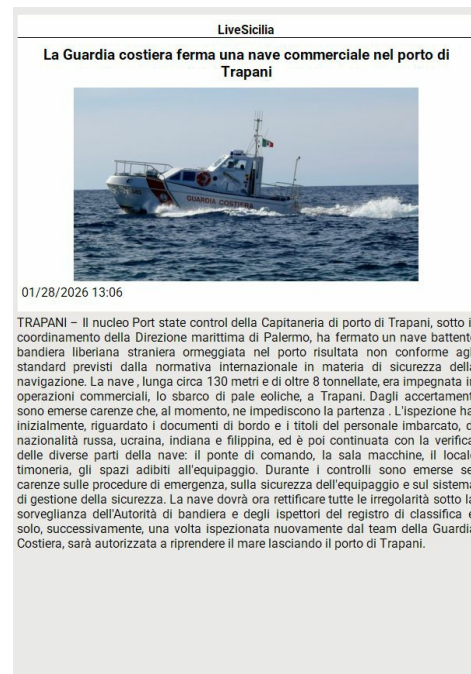 LiveSicilia
La Guardia costiera ferma una nave commerciale nel porto di
Trapani
GUARDIA COSTIERA
01/28/2026 13:06
TRAPANI – Il nucleo Port state control della Capitaneria di porto di Trapani, sotto i
coordinamento della Direzione marittima di Palermo, ha fermato un nave battent
bandiera liberiana straniera ormeggiata nel porto risultata non conforme agl
standard previsti dalla normativa internazionale in materia di sicurezza della
navigazione. La nave , lunga circa 130 metri e di oltre 8 tonnellate, era impegnata i
operazioni commerciali, lo sbarco di pale eoliche, a Trapani. Dagli accertament
sono emerse carenze che, al momento, ne impediscono la partenza . L'ispezione ha
inizialmente, riguardato i documenti di bordo e i titoli del personale imbarcato, d
nazionalità russa, ucraina, indiana e filippina, ed è poi continuata con la verifica
delle diverse parti della nave: il ponte di comando, la sala macchine, il locale
timoneria, gli spazi adibiti all'equipaggio. Durante i controlli sono emerse se
carenze sulle procedure di emergenza, sulla sicurezza dell'equipaggio e sul sistema
di gestione della sicurezza. La nave dovrà ora rettificare tutte le irregolarità sotto la
sorveglianza dell'Autorità di bandiera e degli ispettori del registro di classifica e
solo, successivamente, una volta ispezionata nuovamente dal team della Guardia
Costiera, sarà autorizzata a riprendere il mare lasciando il porto di Trapani.